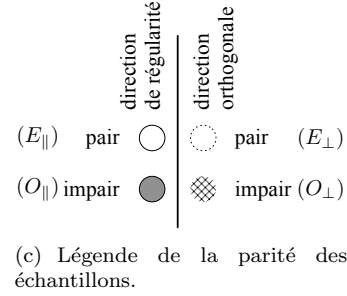 direction
de régularité
direction
orthogonale
(E∥) pair pair (E⊥)
(O∥) impair impair (O⊥)
(c) Légende de la parité des
échantillons.